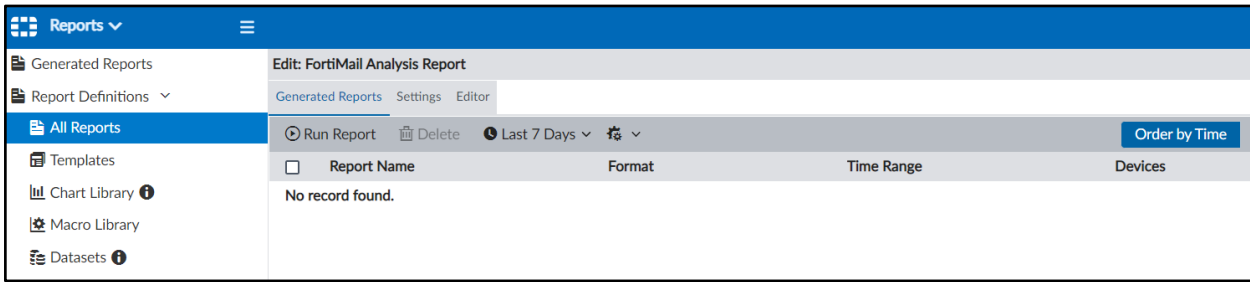 Reports
Generated Reports
Edit: FortiMail Analysis Report
Report Definitions
Generated Reports Settings Editor
All Reports
Run Report Delete Last 7 Days Order by Time
Templates
Report Name Format Time Range Devices
Chart Library
No record found.
Macro Library
Datasets